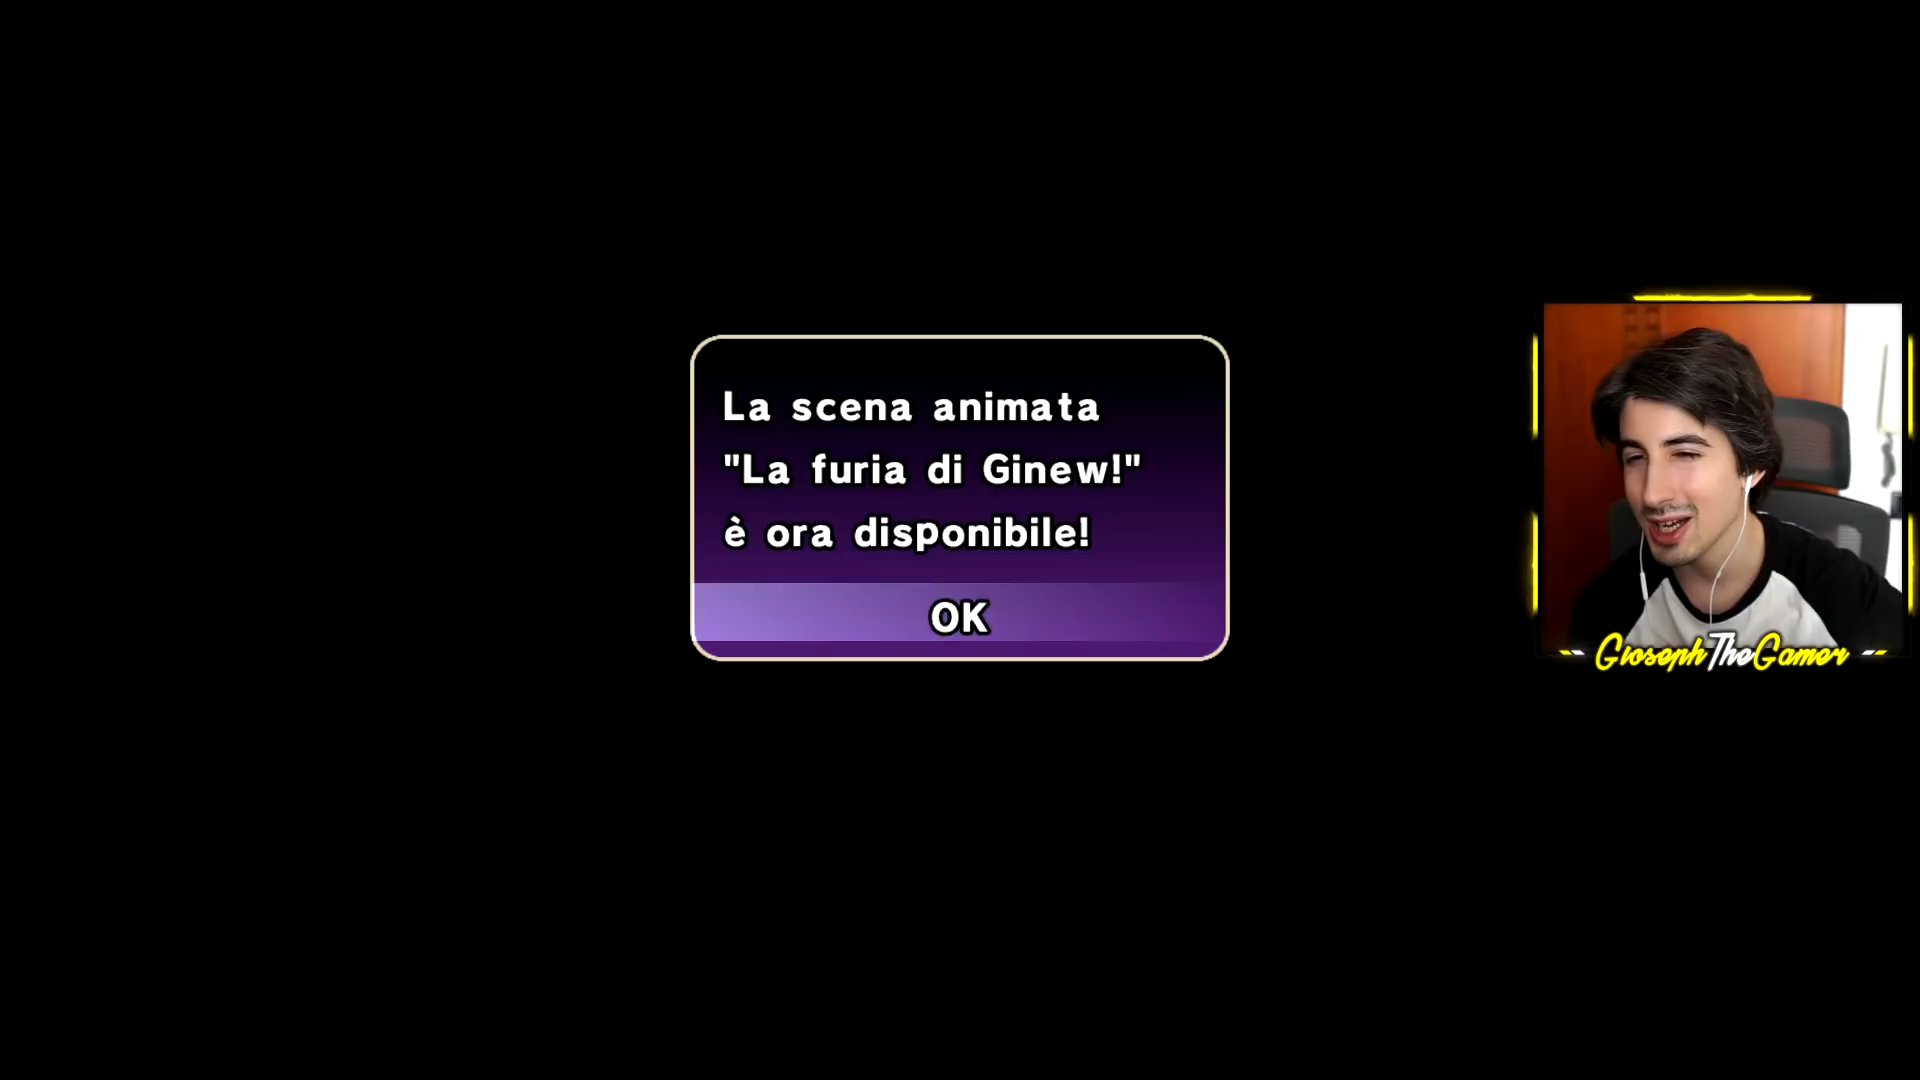 La scena animata
"La furia di Ginew!"
è ora disponibile!
OK
GiosephTheGamer